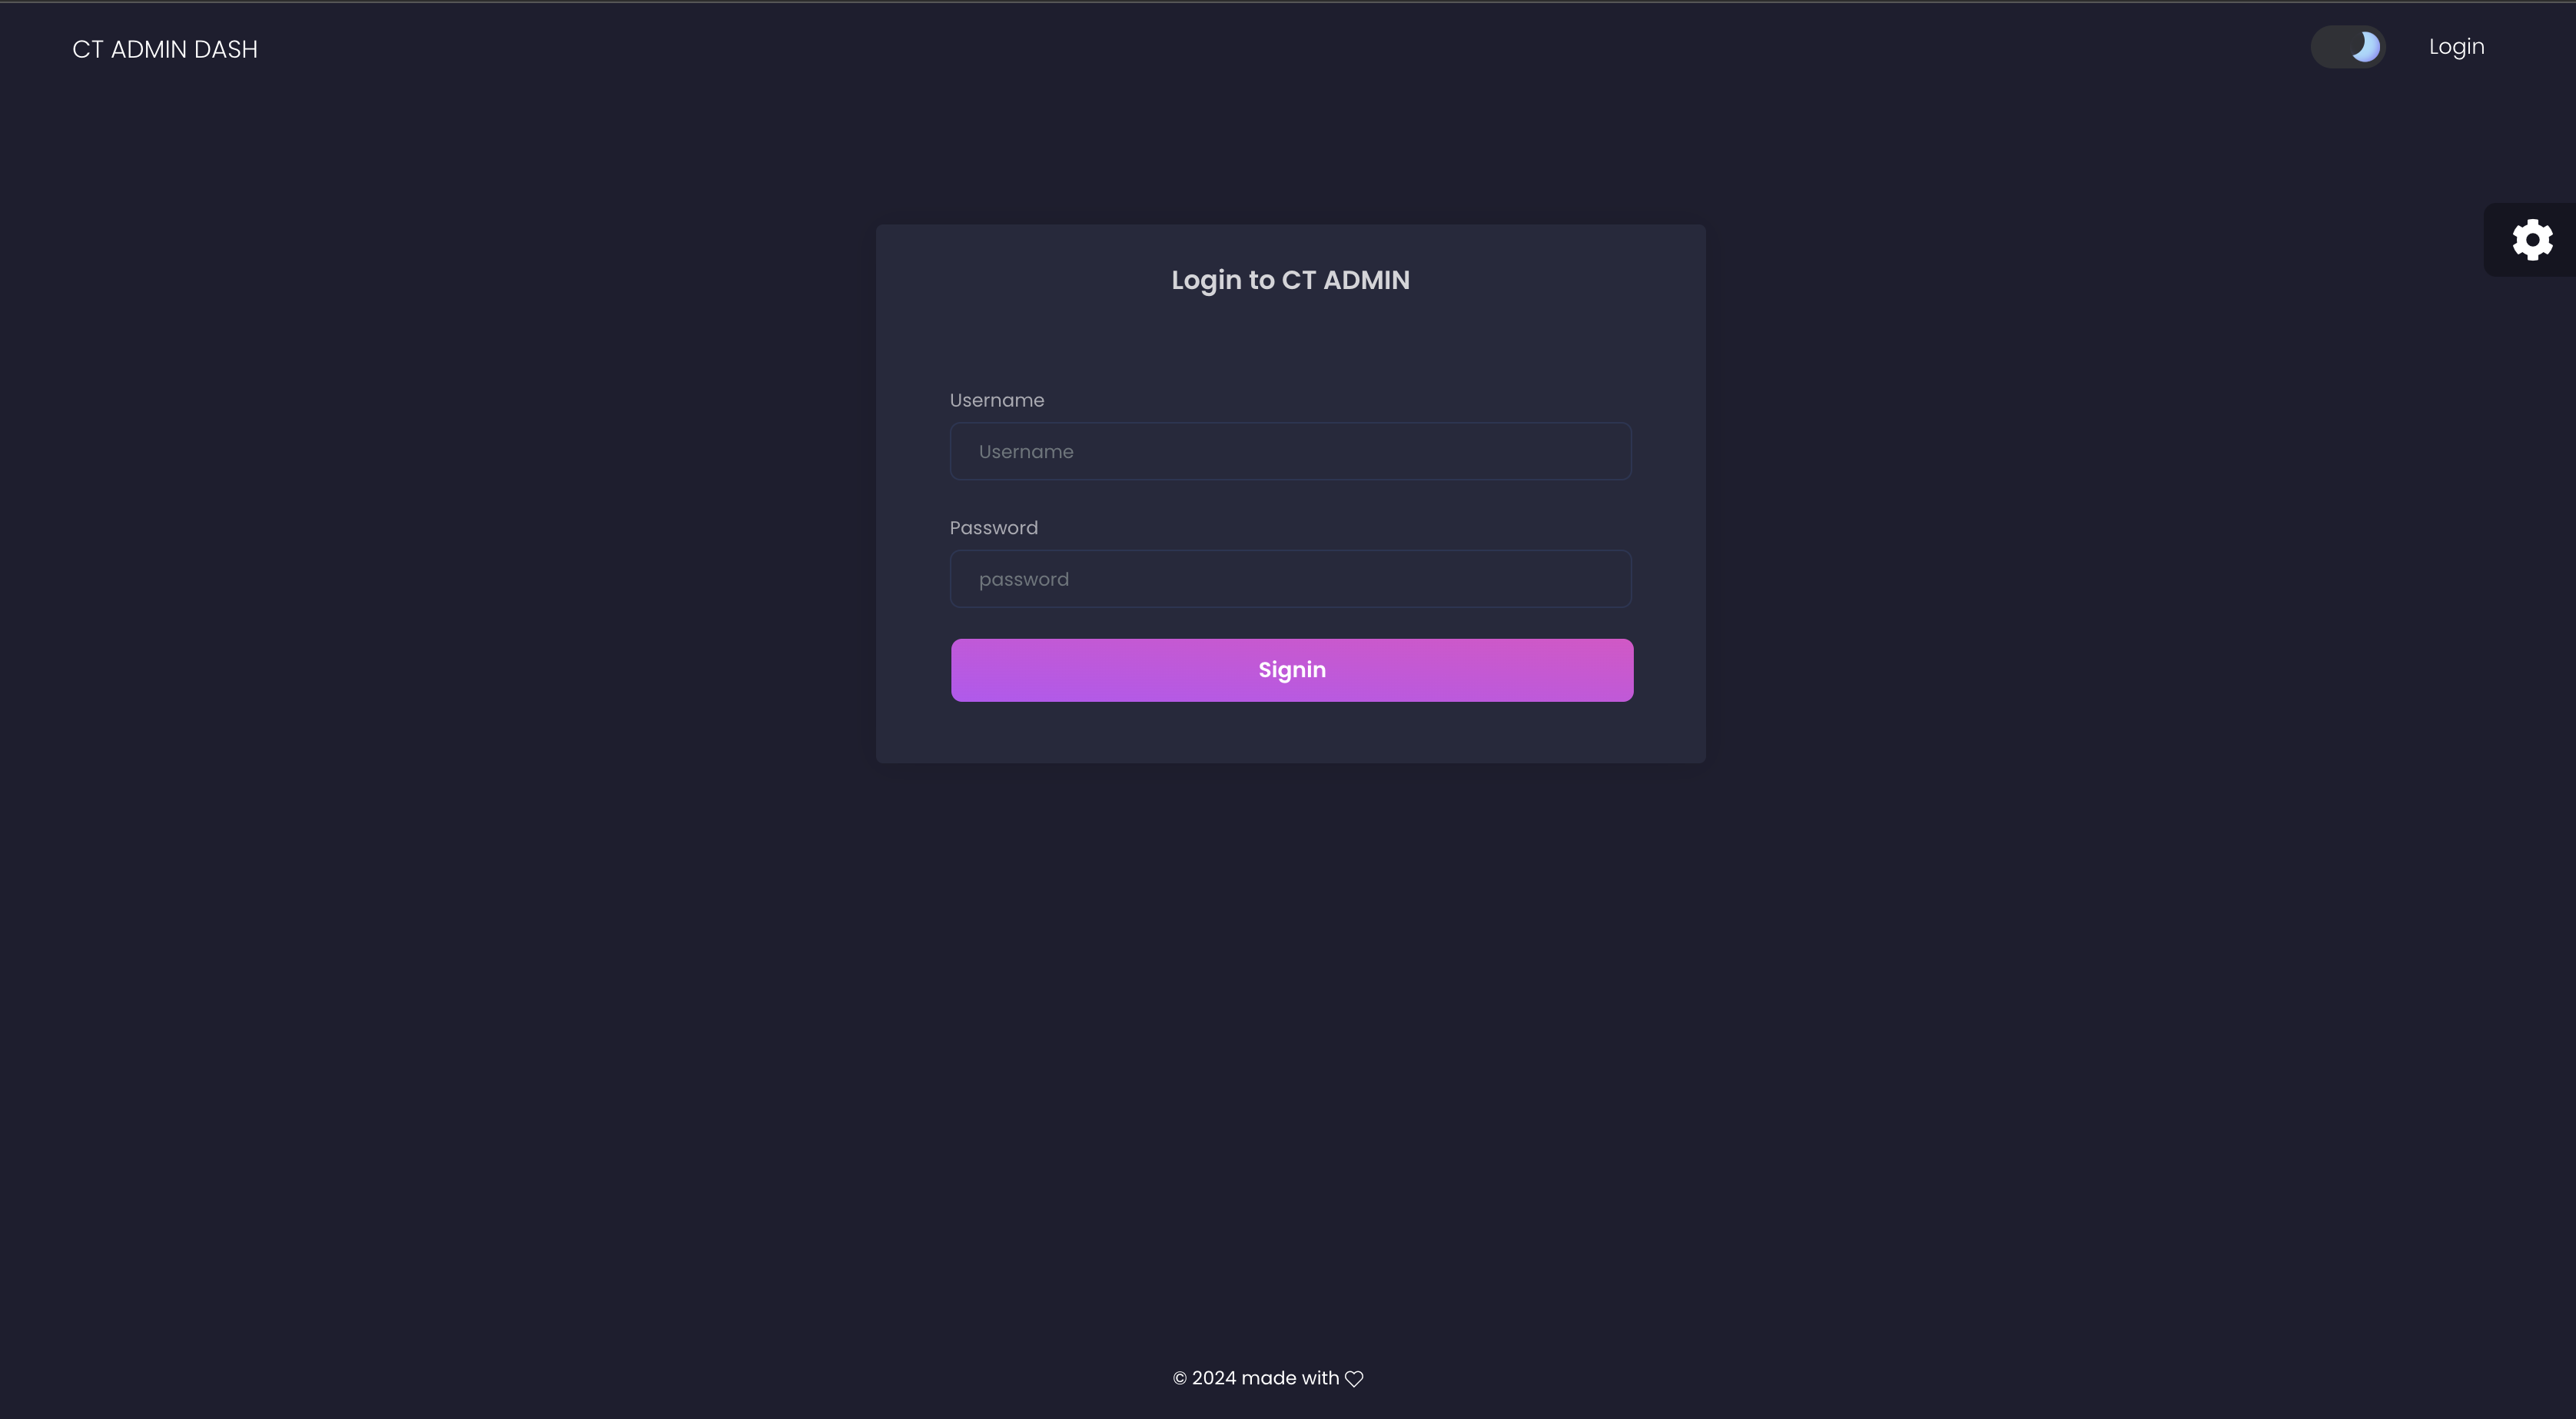 CT ADMIN DASH
Login
Login to CT ADMIN
Username
Username
Password
password
Signin
© 2024 made with ♡